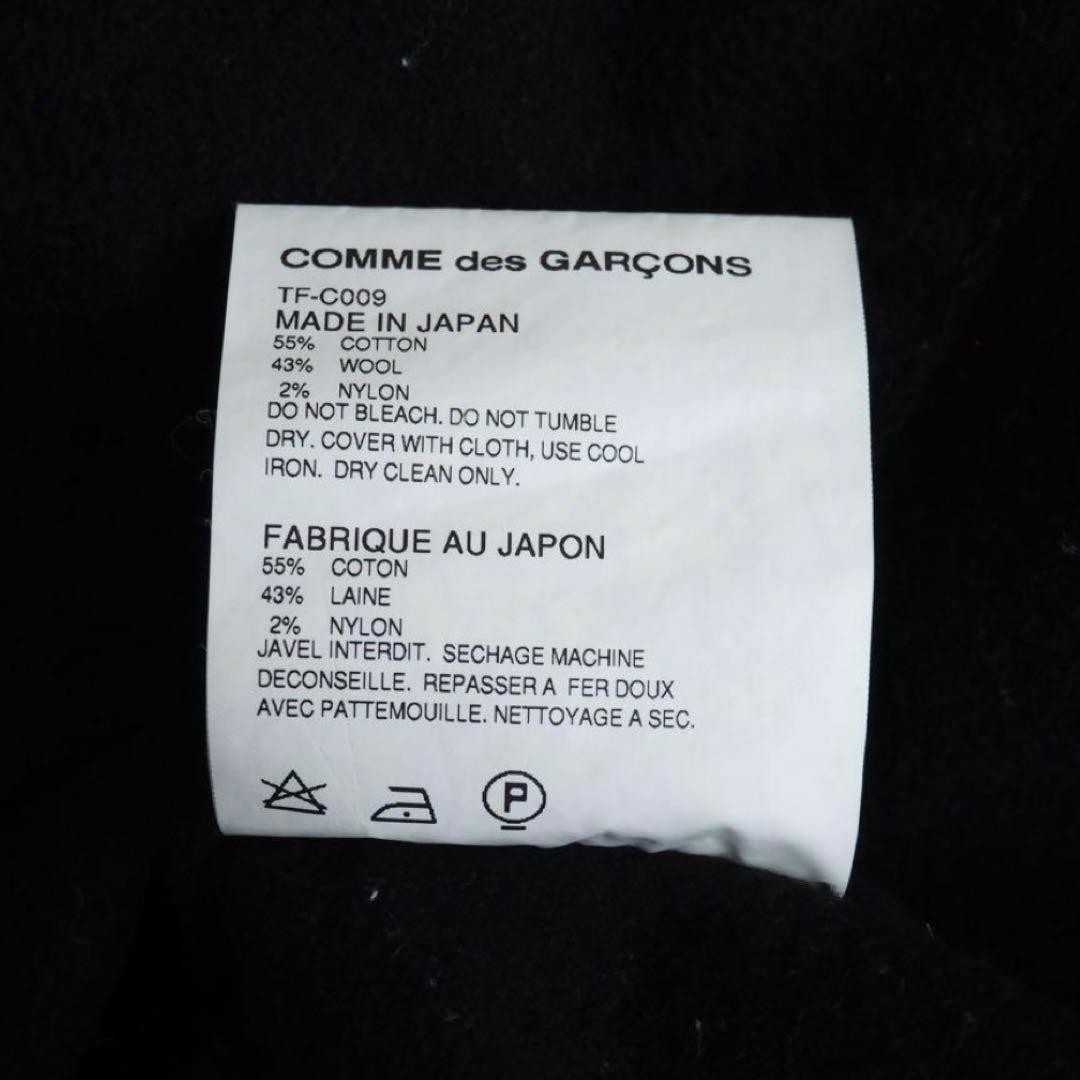 COMME des GARÇONS
TF-C009
MADE IN JAPAN
55% COTTON
43% WOOL
2% NYLON
DO NOT BLEACH. DO NOT TUMBLE
DRY. COVER WITH CLOTH, USE COOL
IRON. DRY CLEAN ONLY.
FABRIQUE AU JAPON
55% COTON
43% LAINE
2% NYLON
JAVEL INTERDIT. SECHAGE MACHINE
DECONSEILLE. REPASSER A FER DOUX
AVEC PATTEMOUILLE. NETTOYAGE A SEC.
P